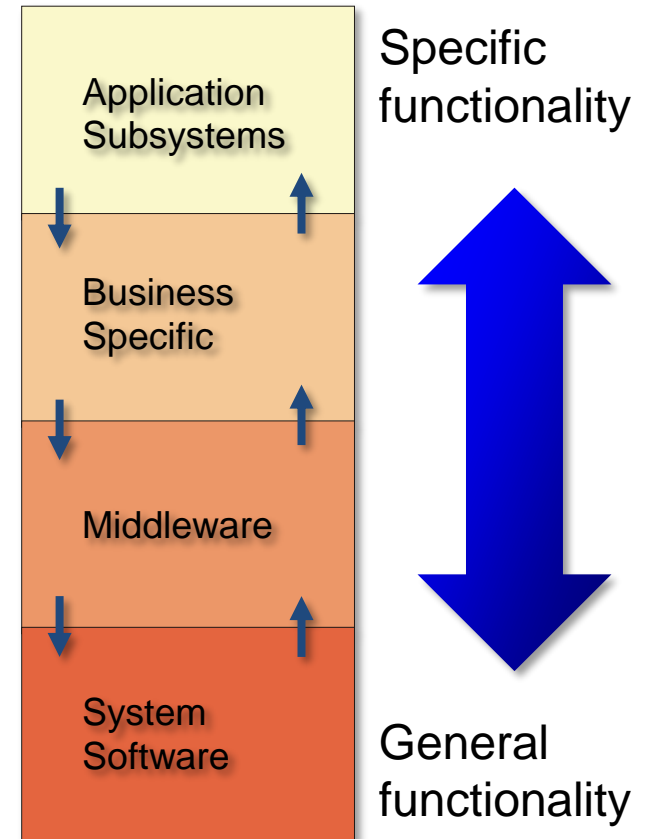 Specific
functionality
Application
Subsystems
Business
Specific
Middleware
System
Software
General
functionality